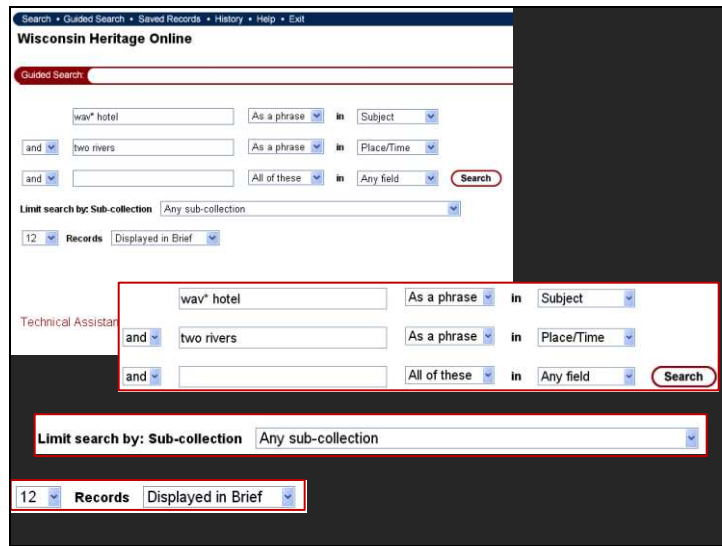 Search • Guided Search • Saved Records • History • Help • Exit
Wisconsin Heritage Online
Guided Search:
wav* hotel As a phrase in Subject
and two rivers As a phrase in Place/Time
and All of these in Any field Search
Limit search by: Sub-collection Any sub-collection
12 Records Displayed in Brief
Technical Assistan
wav* hotel As a phrase in Subject
and two rivers As a phrase in Place/Time
and All of these in Any field Search
Limit search by: Sub-collection Any sub-collection
12 Records Displayed in Brief